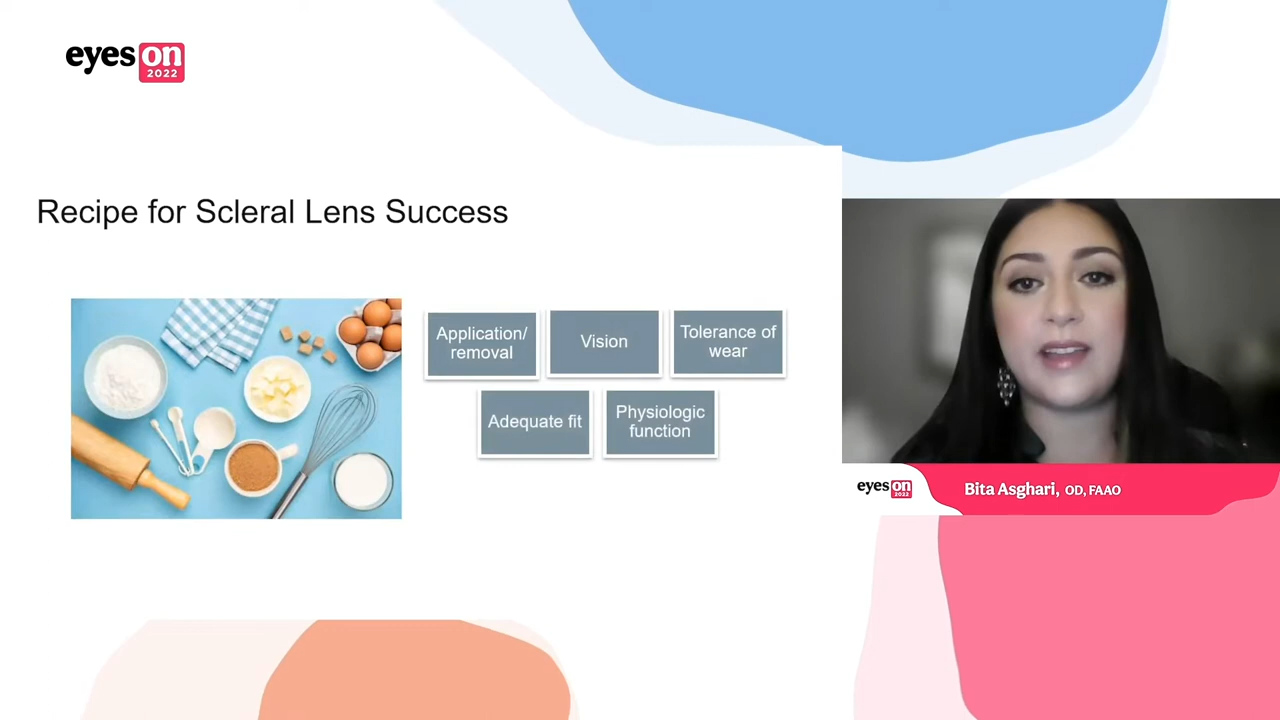 eyes on
2022
Recipe for Scleral Lens Success
Application/
removal
Vision
Tolerance of
wear
Adequate fit
Physiologic
function
eyes on
2022
Bita Asghari, OD, FAAO